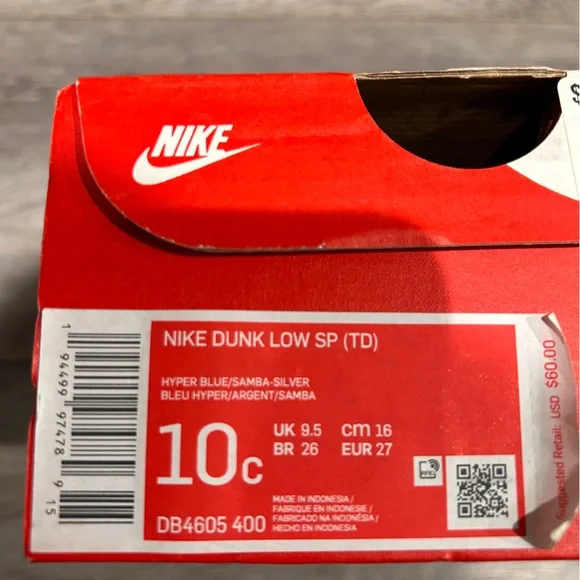 NIKE
$
NIKE DUNK LOW SP (TD)
HYPER BLUE/SAMBA-SILVER
BLEU HYPER/ARGENT/SAMBA
10C
UK 9.5 cm 16
BR 26 EUR 27
DB4605 400
MADE IN INDONESIA/
FABRIQUE EN INDONESIE/
FABRICADO NA INDONÉSIA/
HECHO EN INDONESIA
1 94499 97478 9 15
Suggested Retail: USD $60.00